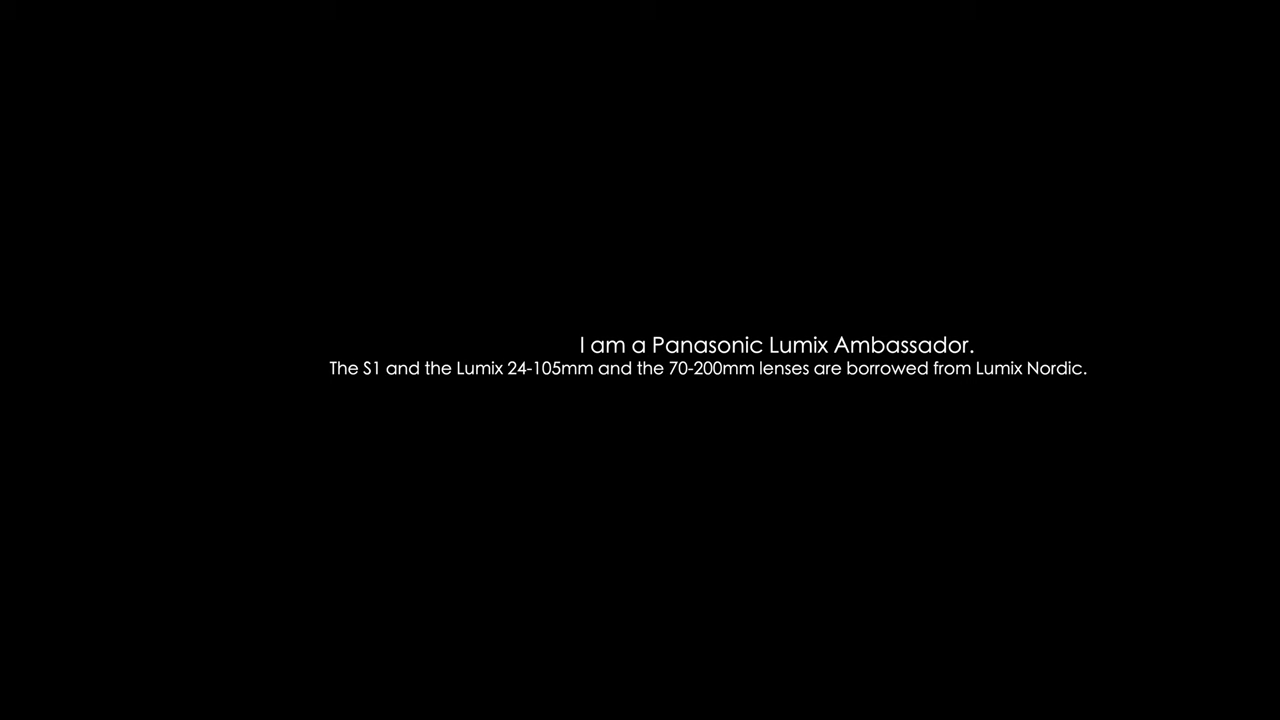 I am a Panasonic Lumix Ambassador.
The S1 and the Lumix 24-105mm and the 70-200mm lenses are borrowed from Lumix Nordic.